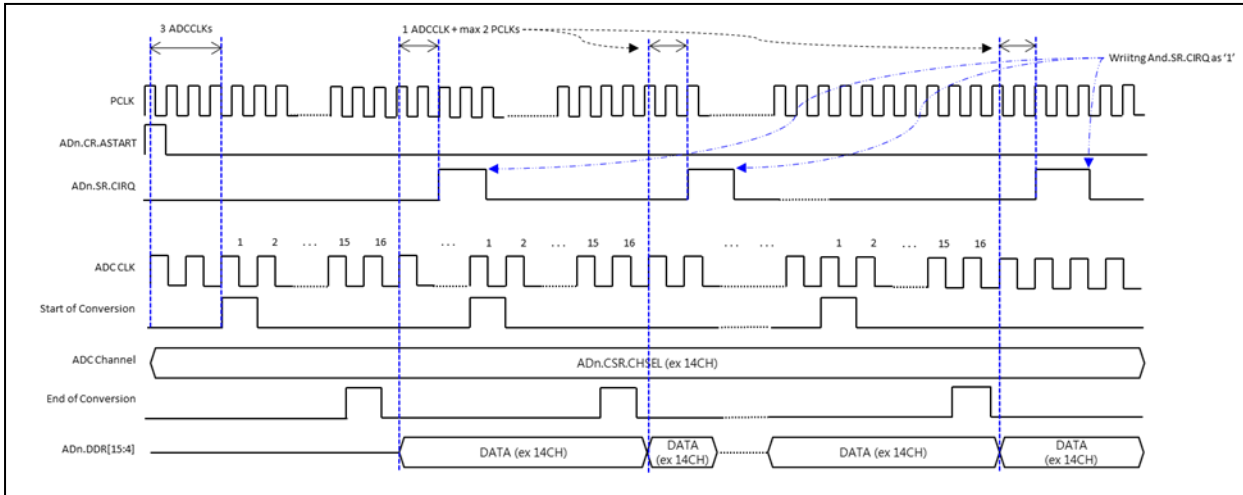 3 ADCCLKs
1 ADCCLK + max 2 PCLKs
Wriitng And.SR.CIRQ as '1'
PCLK
ADn.CR.ASTART
ADn.SR.CIRQ
1 2 ... 15 16 ... 1 2 ... 15 16 ... ... 1 2 ... 15 16
ADC CLK
Start of Conversion
ADC Channel
ADn.CSR.CHSEL (ex 14CH)
End of Conversion
ADn.DDR[15:4]
DATA (ex 14CH)
DATA
(ex 14CH)
DATA (ex 14CH)
DATA
(ex 14CH)